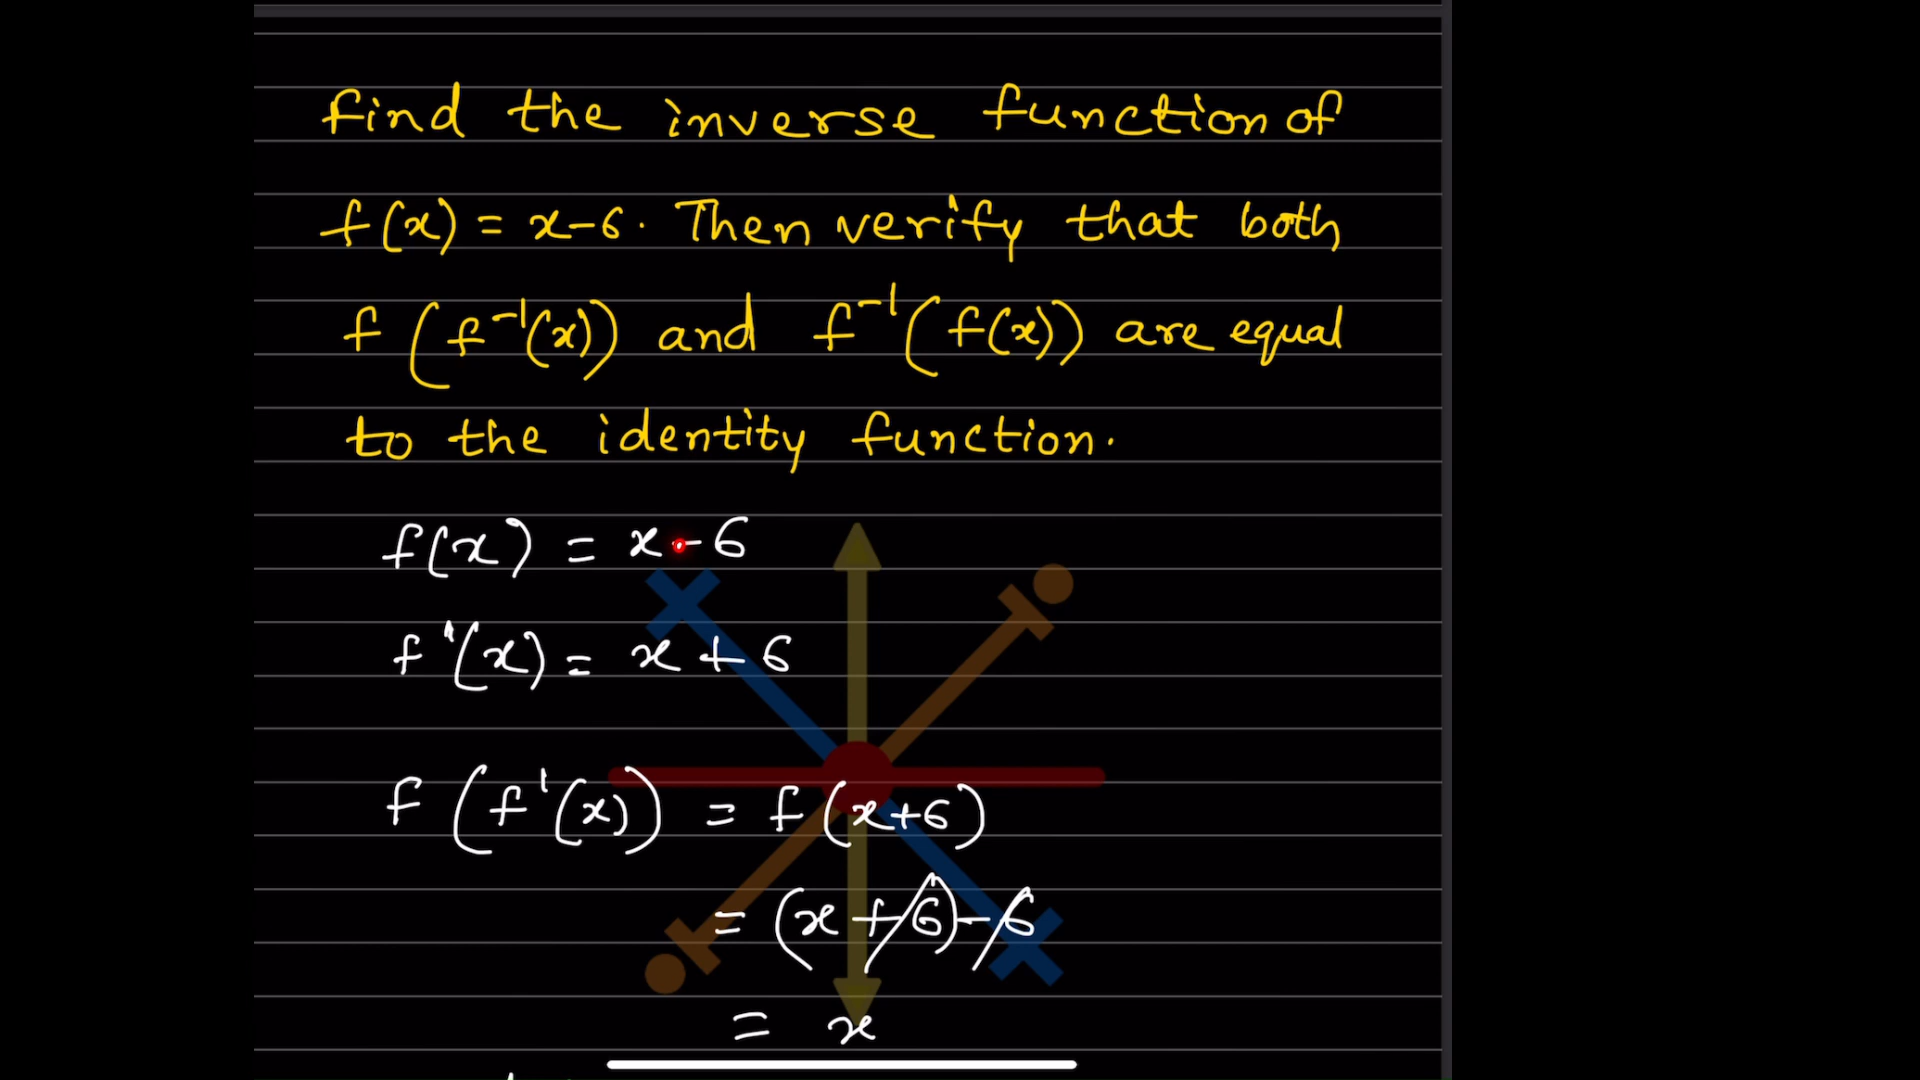 find the inverse function of
f(x) = x-6. Then verify that both
f(f⁻¹(x)) and f⁻¹(f(x)) are equal
to the identity function.
f(x) = x-6
f⁻¹(x) = x + 6
f(f⁻¹(x)) = f(x+6)
= (x+6)-6
= x